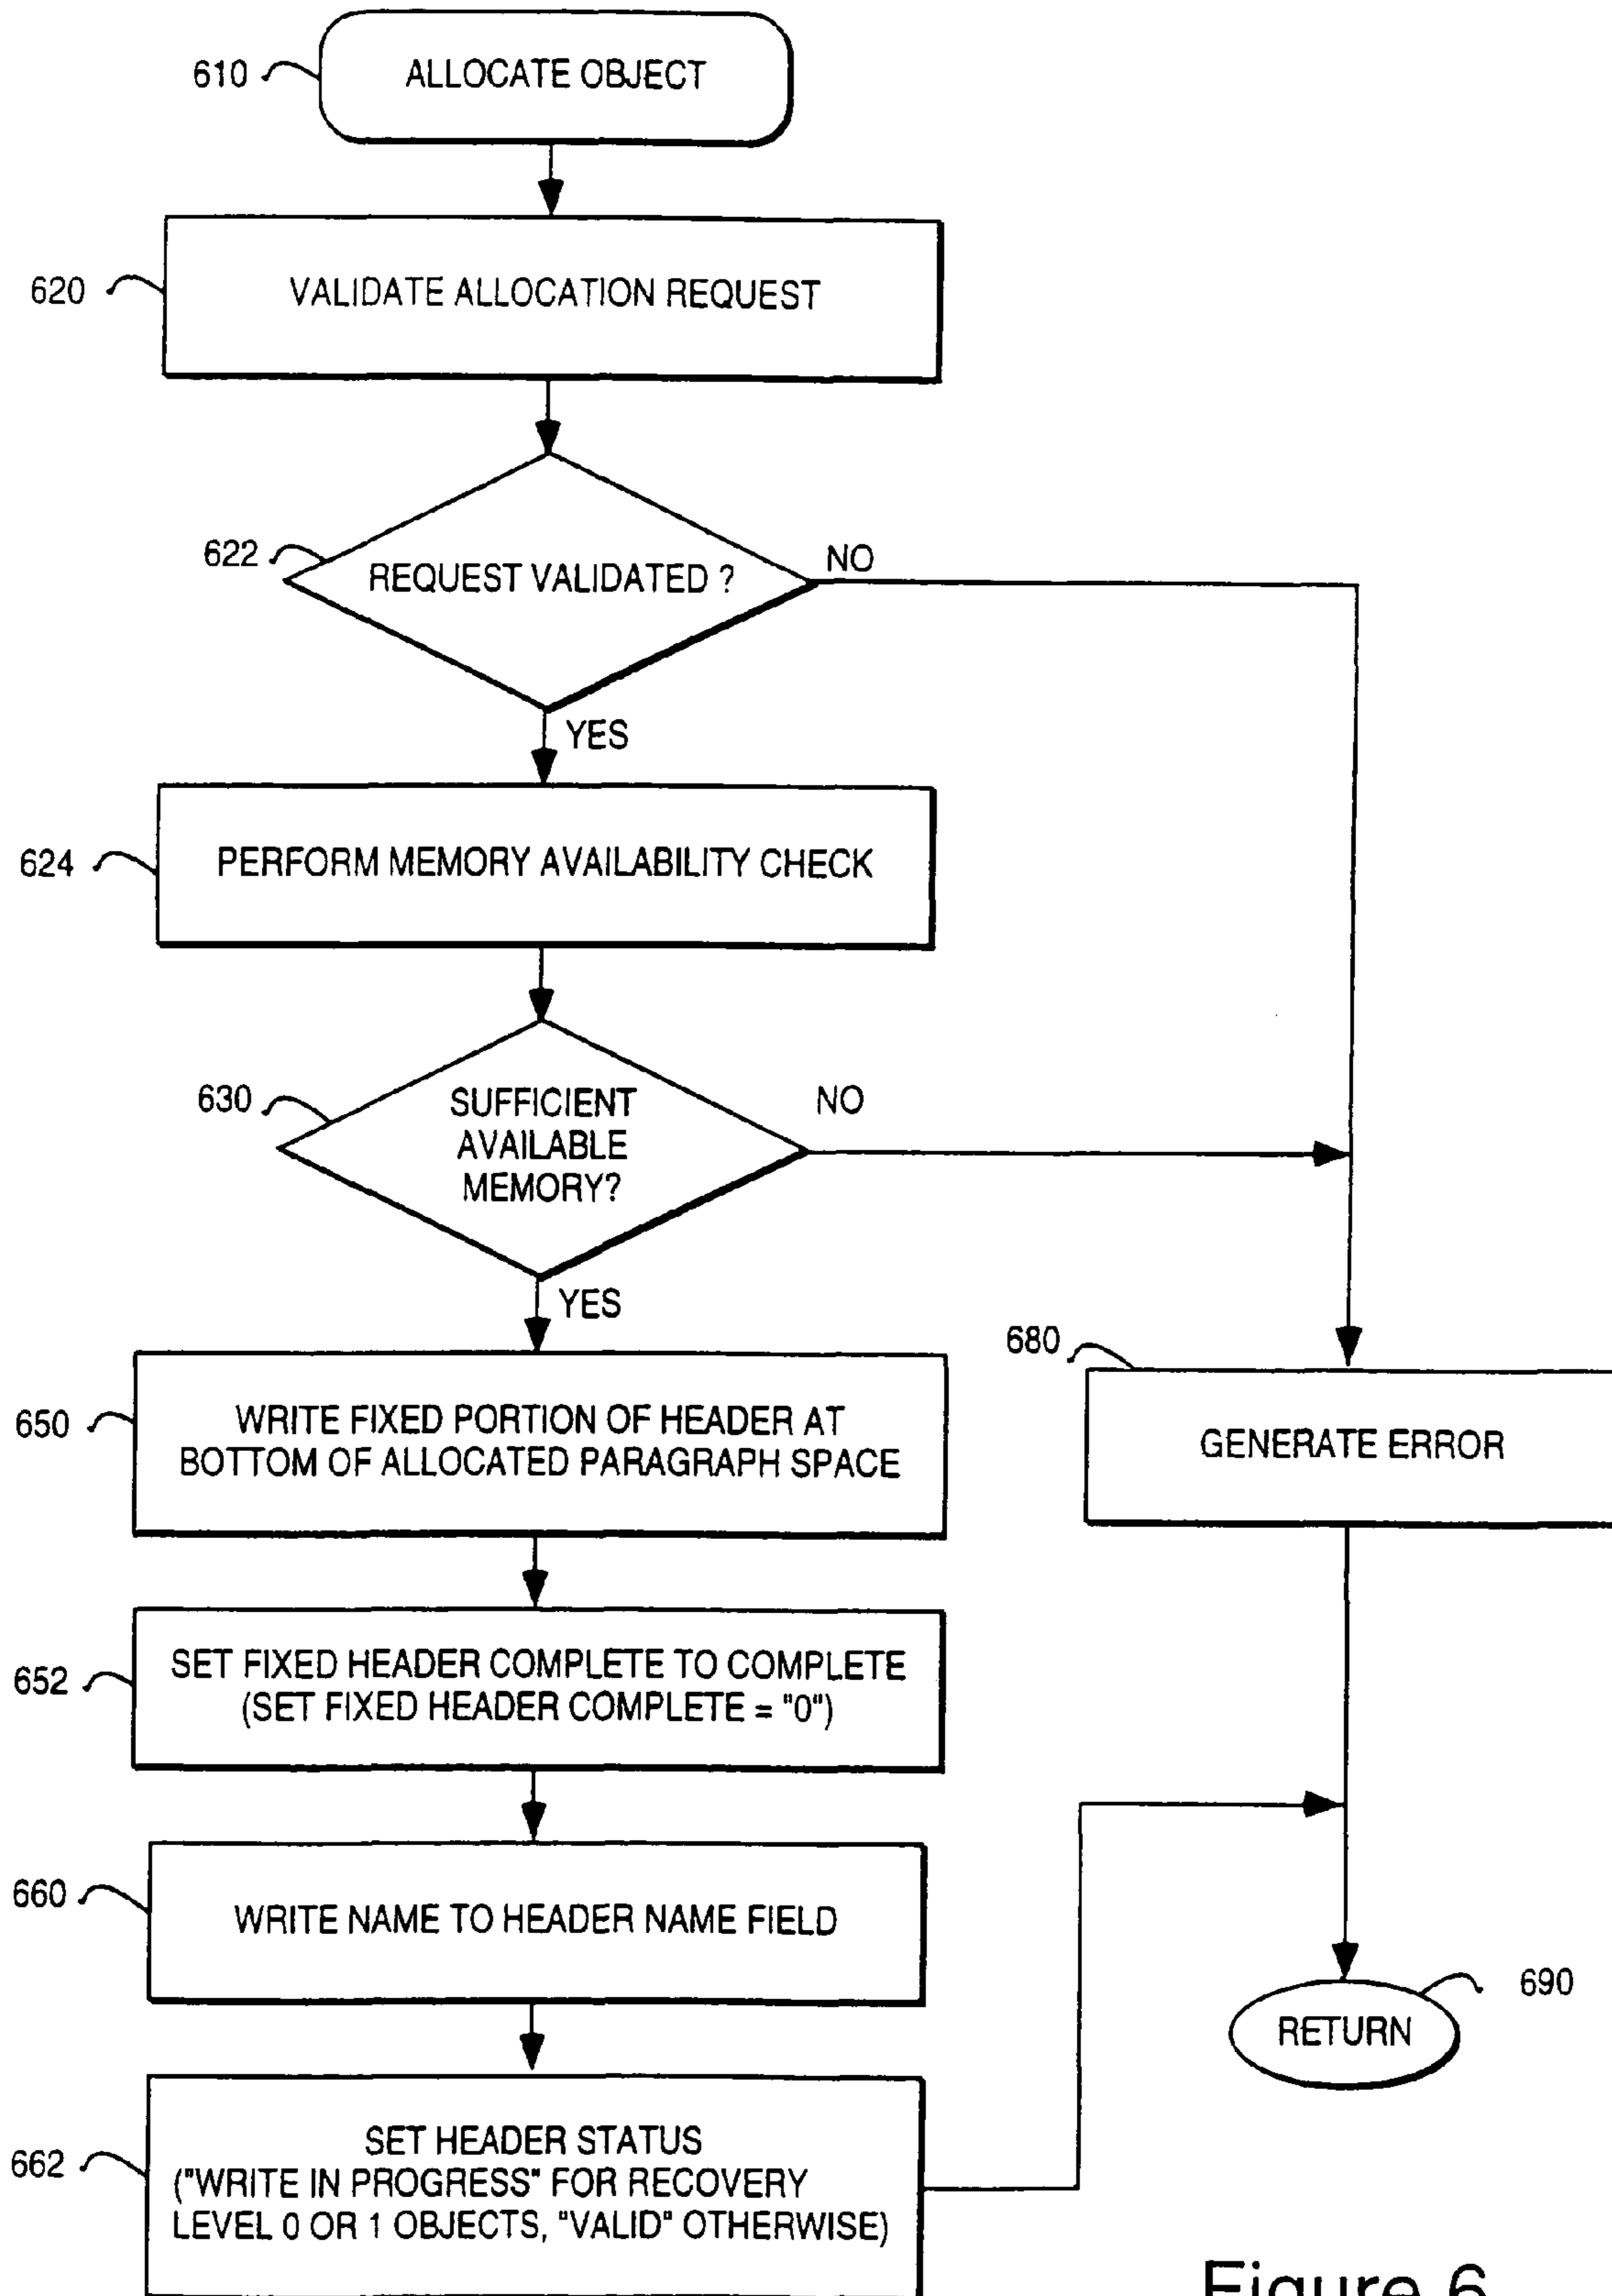 610
ALLOCATE OBJECT
620
VALIDATE ALLOCATION REQUEST
622
REQUEST VALIDATED ?
NO
YES
624
PERFORM MEMORY AVAILABILITY CHECK
630
SUFFICIENT
AVAILABLE
MEMORY?
NO
YES
650
WRITE FIXED PORTION OF HEADER AT
BOTTOM OF ALLOCATED PARAGRAPH SPACE
680
GENERATE ERROR
652
SET FIXED HEADER COMPLETE TO COMPLETE
(SET FIXED HEADER COMPLETE = "0")
660
WRITE NAME TO HEADER NAME FIELD
690
RETURN
662
SET HEADER STATUS
("WRITE IN PROGRESS" FOR RECOVERY
LEVEL 0 OR 1 OBJECTS, "VALID" OTHERWISE)
Figure 6